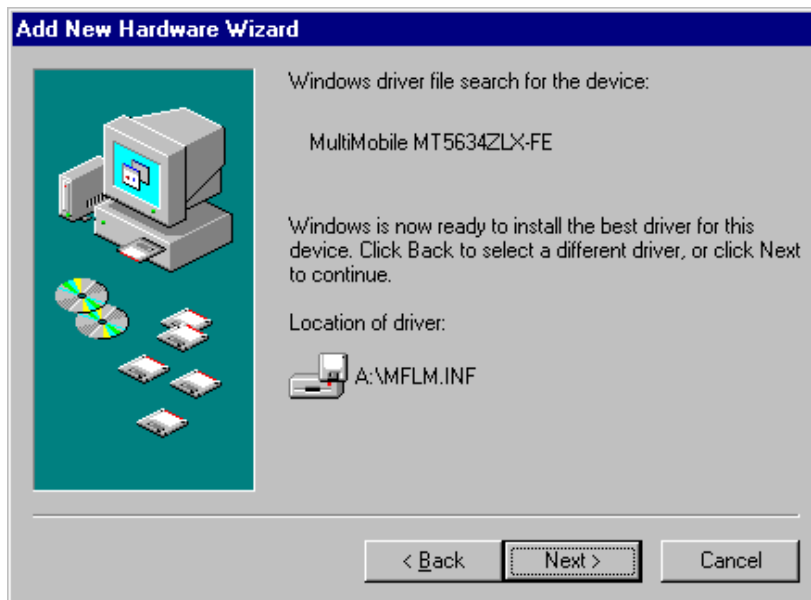 Add New Hardware Wizard
Windows driver file search for the device:
MultiMobile MT5634ZLX-FE
Windows is now ready to install the best driver for this
device. Click Back to select a different driver, or click Next
to continue.
Location of driver:
A:\MFLM.INF
< Back
Next >
Cancel